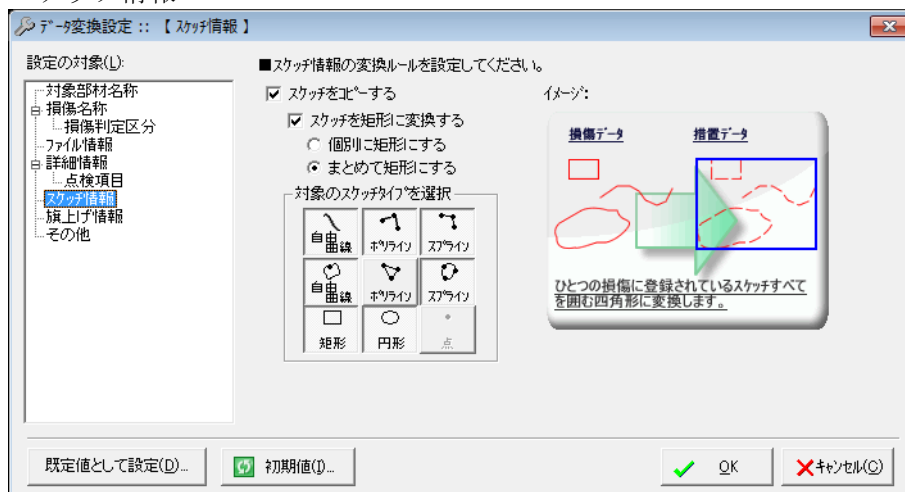 ﾃﾞｰﾀ変換設定 :: 【 ｽｹｯﾁ情報 】
設定の対象(L):
対象部材名称
損傷名称
損傷判定区分
ﾌｧｲﾙ情報
詳細情報
点検項目
ｽｹｯﾁ情報
旗上げ情報
その他
■ｽｹｯﾁ情報の変換ﾙｰﾙを設定してください。
ｽｹｯﾁをｺﾋﾟｰする
ｽｹｯﾁを矩形に変換する
個別に矩形にする
まとめて矩形にする
対象のｽｹｯﾁﾀｲﾌﾟを選択
自由曲線 ﾎﾟﾘﾗｲﾝ ｽﾌﾟﾗｲﾝ
自由曲線 ﾎﾟﾘﾗｲﾝ ｽﾌﾟﾗｲﾝ
矩形 円形 点
ｲﾒｰｼﾞ:
損傷ﾃﾞｰﾀ 措置ﾃﾞｰﾀ
ひとつの損傷に登録されているｽｹｯﾁすべて
を囲む四角形に変換します。
既定値として設定(D)... 初期値(I)... OK ｷｬﾝｾﾙ(C)